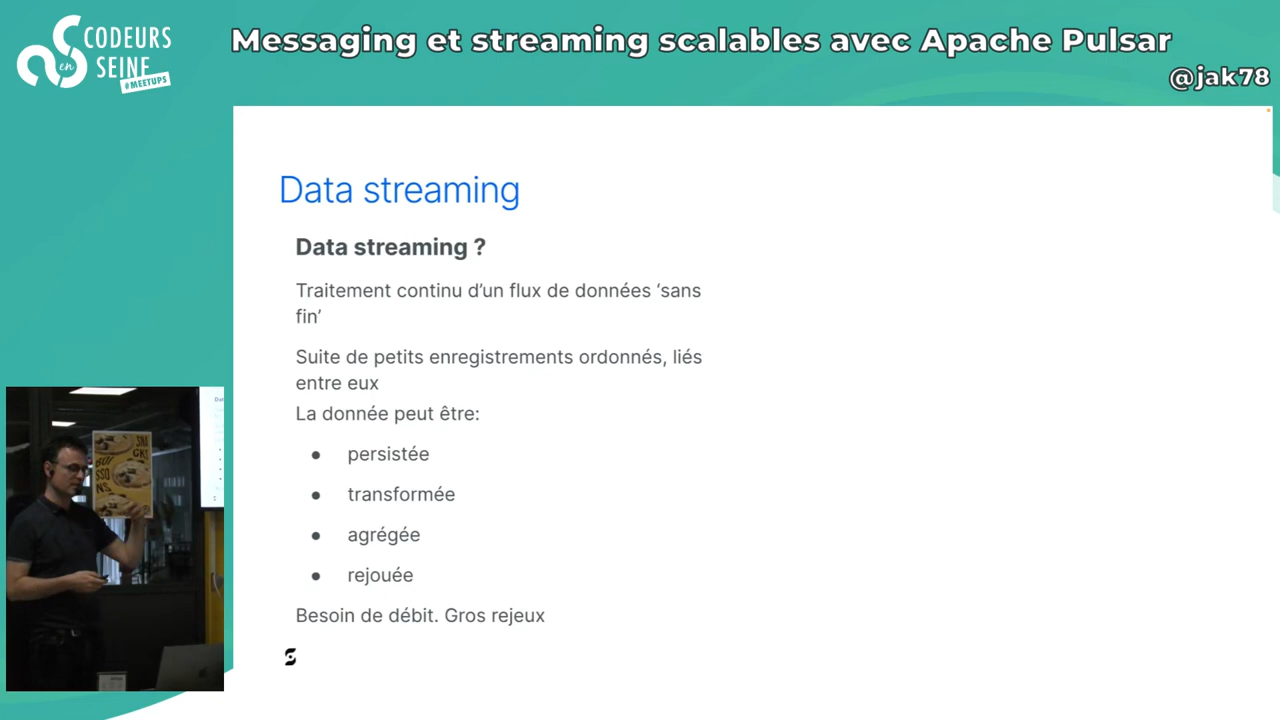 CODEURS
en SEINE
#MEETUPS
Messaging et streaming scalables avec Apache Pulsar
@jak78
Data streaming
Data streaming ?
Traitement continu d’un flux de données ‘sans
fin’
Suite de petits enregistrements ordonnés, liés
entre eux
La donnée peut être:
● persistée
● transformée
● agrégée
● rejouée
Besoin de débit. Gros rejeux